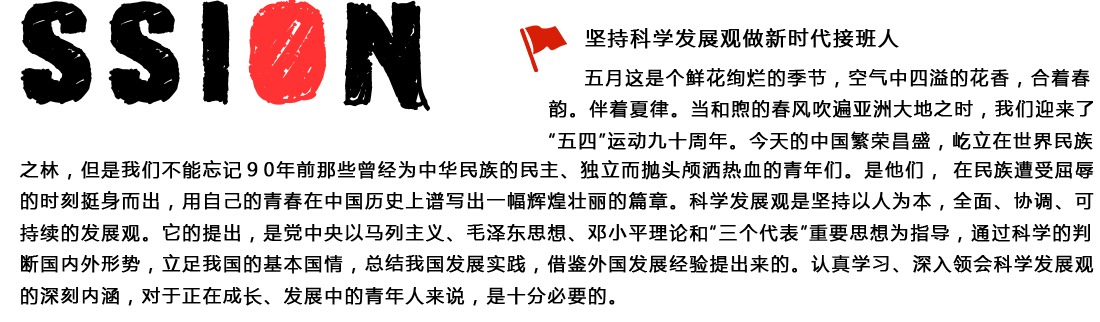 SSION
坚持科学发展观做新时代接班人
五月这是个鲜花绚烂的季节，空气中四溢的花香，合着春
韵。伴着夏律。当和煦的春风吹遍亚洲大地之时，我们迎来了
“五四”运动九十周年。今天的中国繁荣昌盛，屹立在世界民族
之林，但是我们不能忘记90年前那些曾经为中华民族的民主、独立而抛头颅洒热血的青年们。是他们， 在民族遭受屈辱
的时刻挺身而出，用自己的青春在中国历史上谱写出一幅辉煌壮丽的篇章。科学发展观是坚持以人为本，全面、协调、可
持续的发展观。它的提出，是党中央以马列主义、毛泽东思想、邓小平理论和“三个代表”重要思想为指导，通过科学的判
断国内外形势，立足我国的基本国情，总结我国发展实践，借鉴外国发展经验提出来的。认真学习、深入领会科学发展观
的深刻内涵，对于正在成长、发展中的青年人来说，是十分必要的。